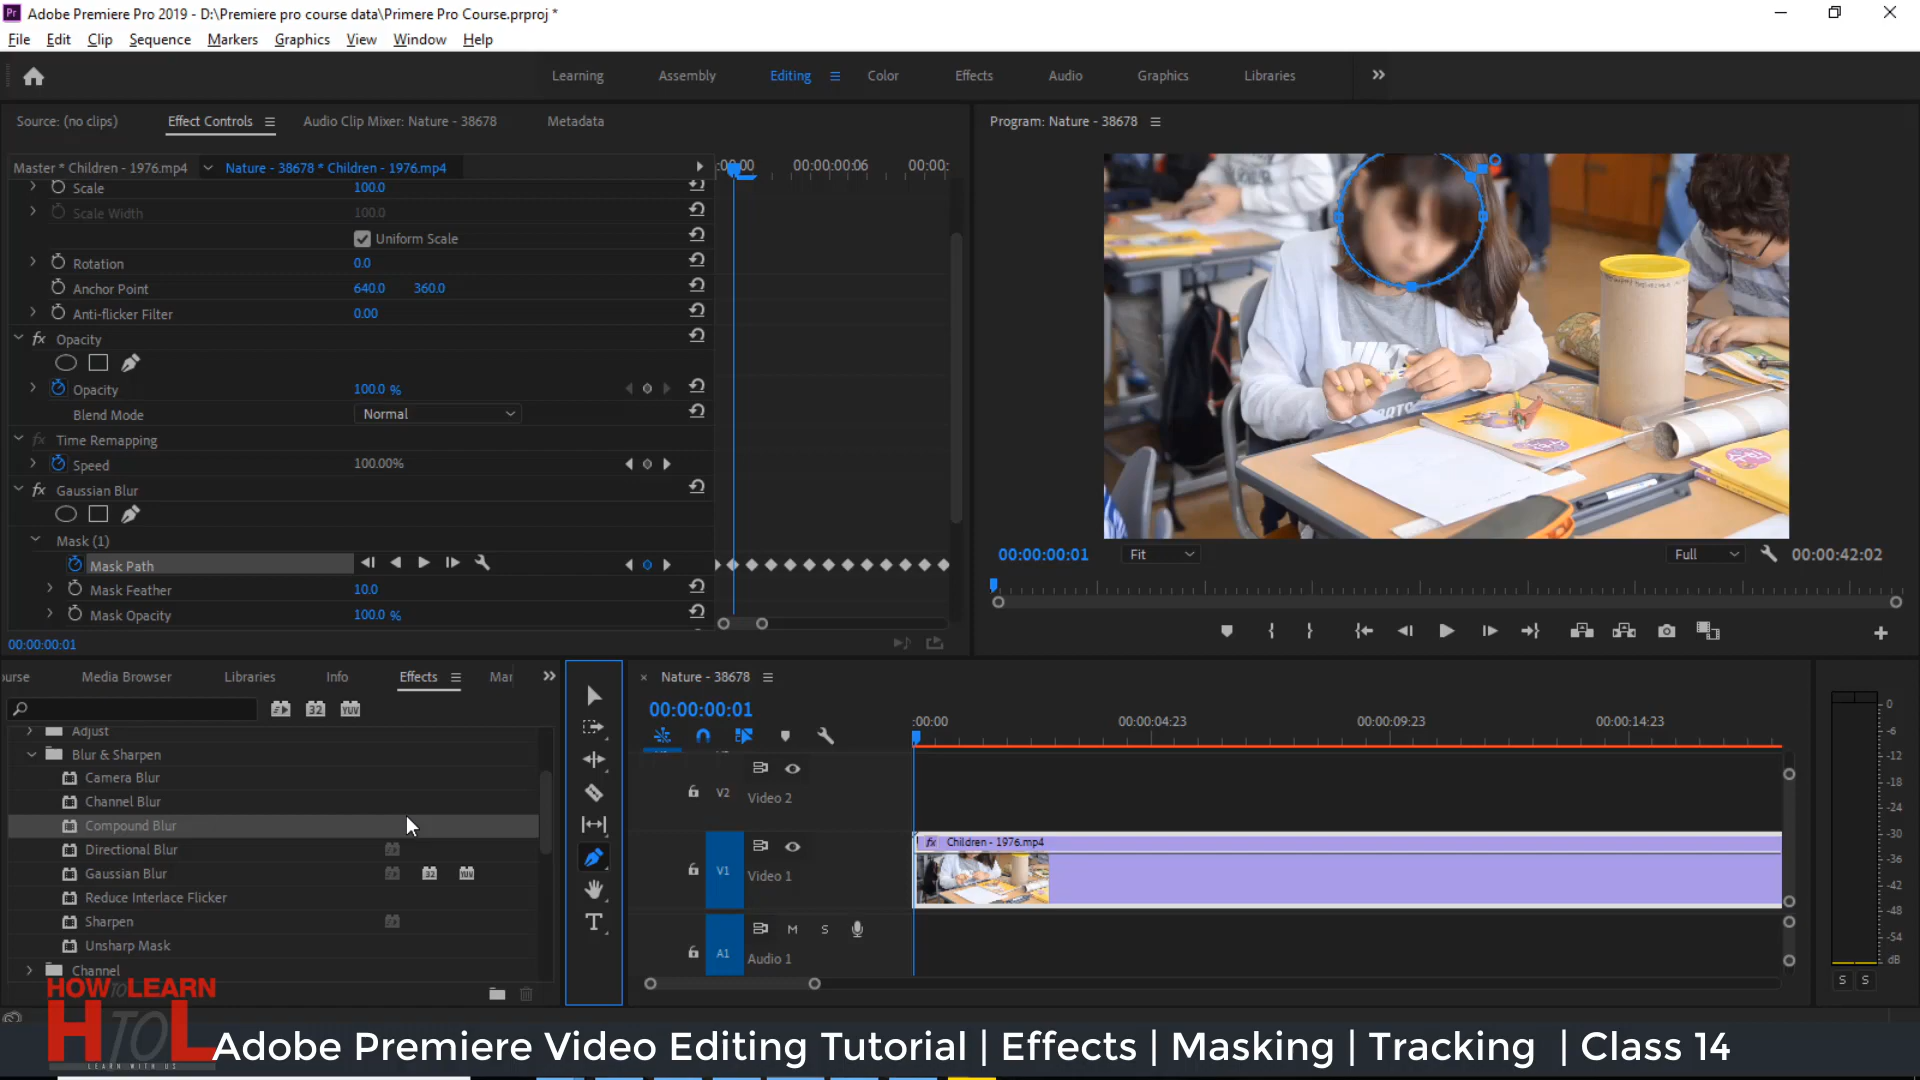 Adobe Premiere Pro 2019 - D:\Premiere pro course data\Primere Pro Course.prproj *
File Edit Clip Sequence Markers Graphics View Window Help
Learning Assembly Editing Color Effects Audio Graphics Libraries
Source: (no clips) Effect Controls Audio Clip Mixer: Nature - 38678 Metadata
Program: Nature - 38678
Master * Children - 1976.mp4 Nature - 38678 * Children - 1976.mp4
:00:00 00:00:00:06 00:00:
Scale 100.0
Scale Width 100.0
Uniform Scale
Rotation 0.0
Anchor Point 640.0 360.0
Anti-flicker Filter 0.00
fx Opacity
Opacity 100.0 %
Blend Mode Normal
fx Time Remapping
Speed 100.00%
fx Gaussian Blur
Mask (1)
Mask Path
Mask Feather 10.0
Mask Opacity 100.0 %
00:00:00:01
00:00:00:01 Fit Full 00:00:42:02
ourse Media Browser Libraries Info Effects Mar
32 YUV
Adjust
Blur & Sharpen
Camera Blur
Channel Blur
Compound Blur
Directional Blur
Gaussian Blur 32 YUV
Reduce Interlace Flicker
Sharpen
Unsharp Mask
Channel
T
× Nature - 38678
00:00:00:01
:00:00 00:00:04:23 00:00:09:23 00:00:14:23
V2 Video 2
fx Children - 1976.mp4
V1 Video 1
M S
A1 Audio 1
0
-6
-12
-18
-24
-30
-36
-42
-48
-54
dB
S S
HOW TO LEARN
HTOL
LEARN WITH US
Adobe Premiere Video Editing Tutorial | Effects | Masking | Tracking | Class 14